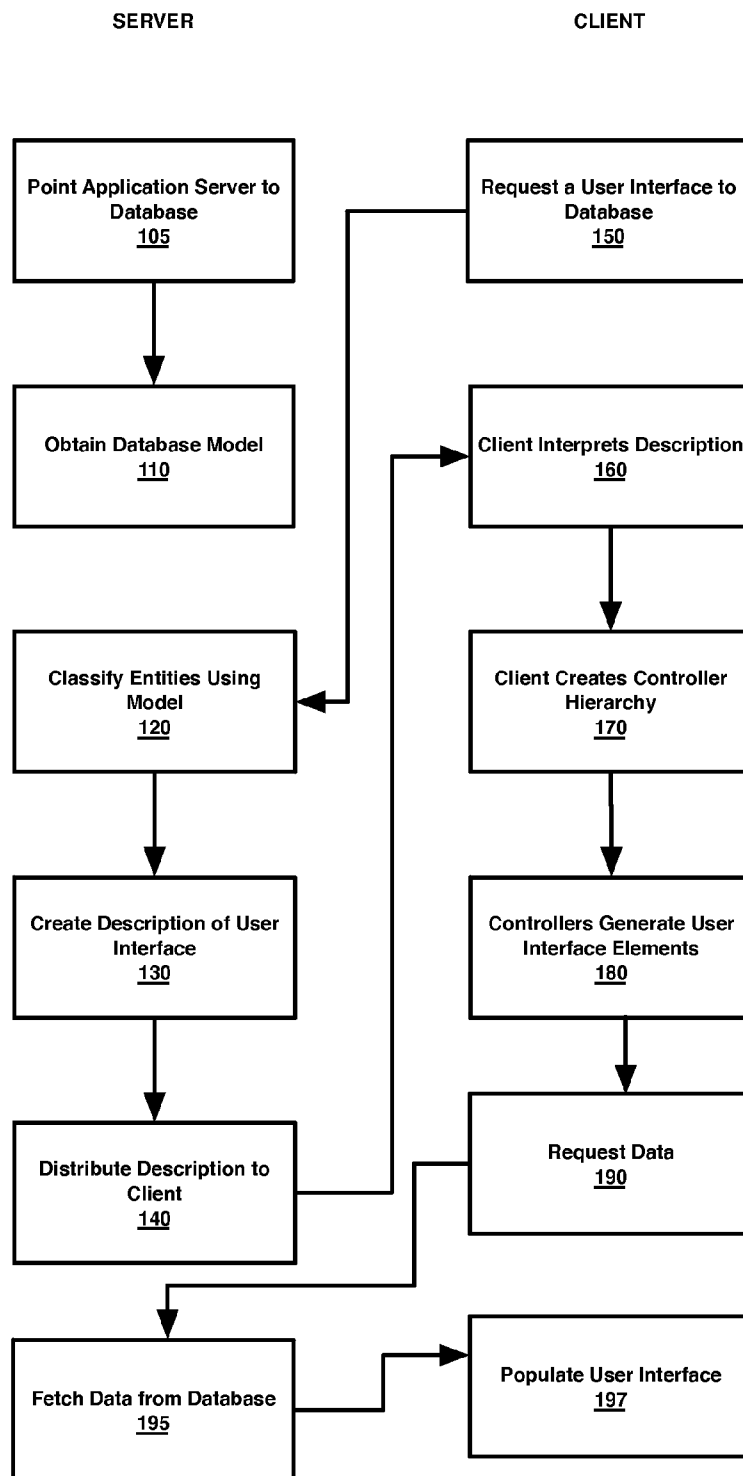 SERVER
CLIENT
Point Application Server to
Database
105
Request a User Interface to
Database
150
Obtain Database Model
110
Client Interprets Description
160
Classify Entities Using
Model
120
Client Creates Controller
Hierarchy
170
Create Description of User
Interface
130
Controllers Generate User
Interface Elements
180
Distribute Description to
Client
140
Request Data
190
Fetch Data from Database
195
Populate User Interface
197